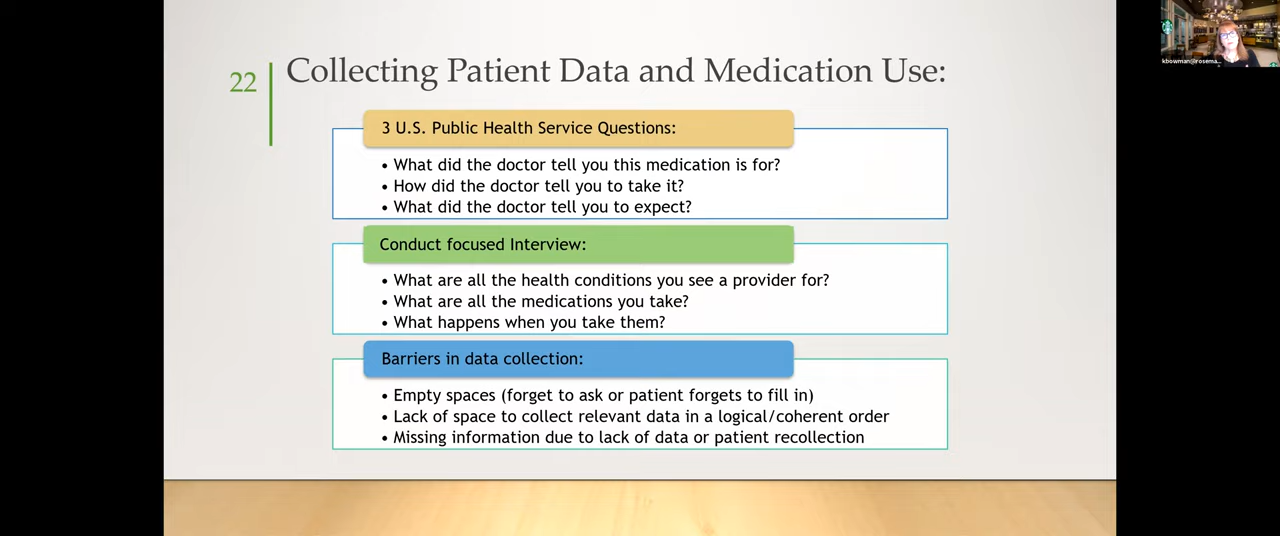 22
Collecting Patient Data and Medication Use:
3 U.S. Public Health Service Questions:
• What did the doctor tell you this medication is for?
• How did the doctor tell you to take it?
• What did the doctor tell you to expect?
Conduct focused Interview:
• What are all the health conditions you see a provider for?
• What are all the medications you take?
• What happens when you take them?
Barriers in data collection:
• Empty spaces (forget to ask or patient forgets to fill in)
• Lack of space to collect relevant data in a logical/coherent order
• Missing information due to lack of data or patient recollection
kbowman@rosema...